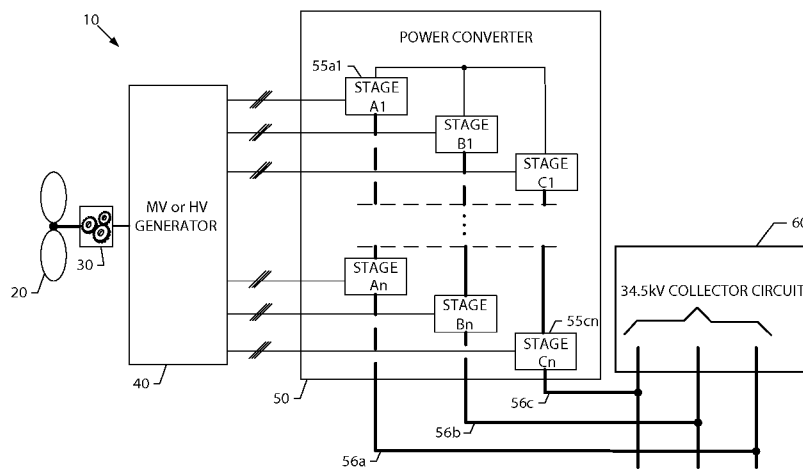 10
POWER CONVERTER
55a1
STAGE
A1
STAGE
B1
STAGE
C1
MV or HV
GENERATOR
20
30
40
STAGE
An
STAGE
Bn
STAGE
Cn
55cn
50
56c
56b
56a
60
34.5kV COLLECTOR CIRCUIT